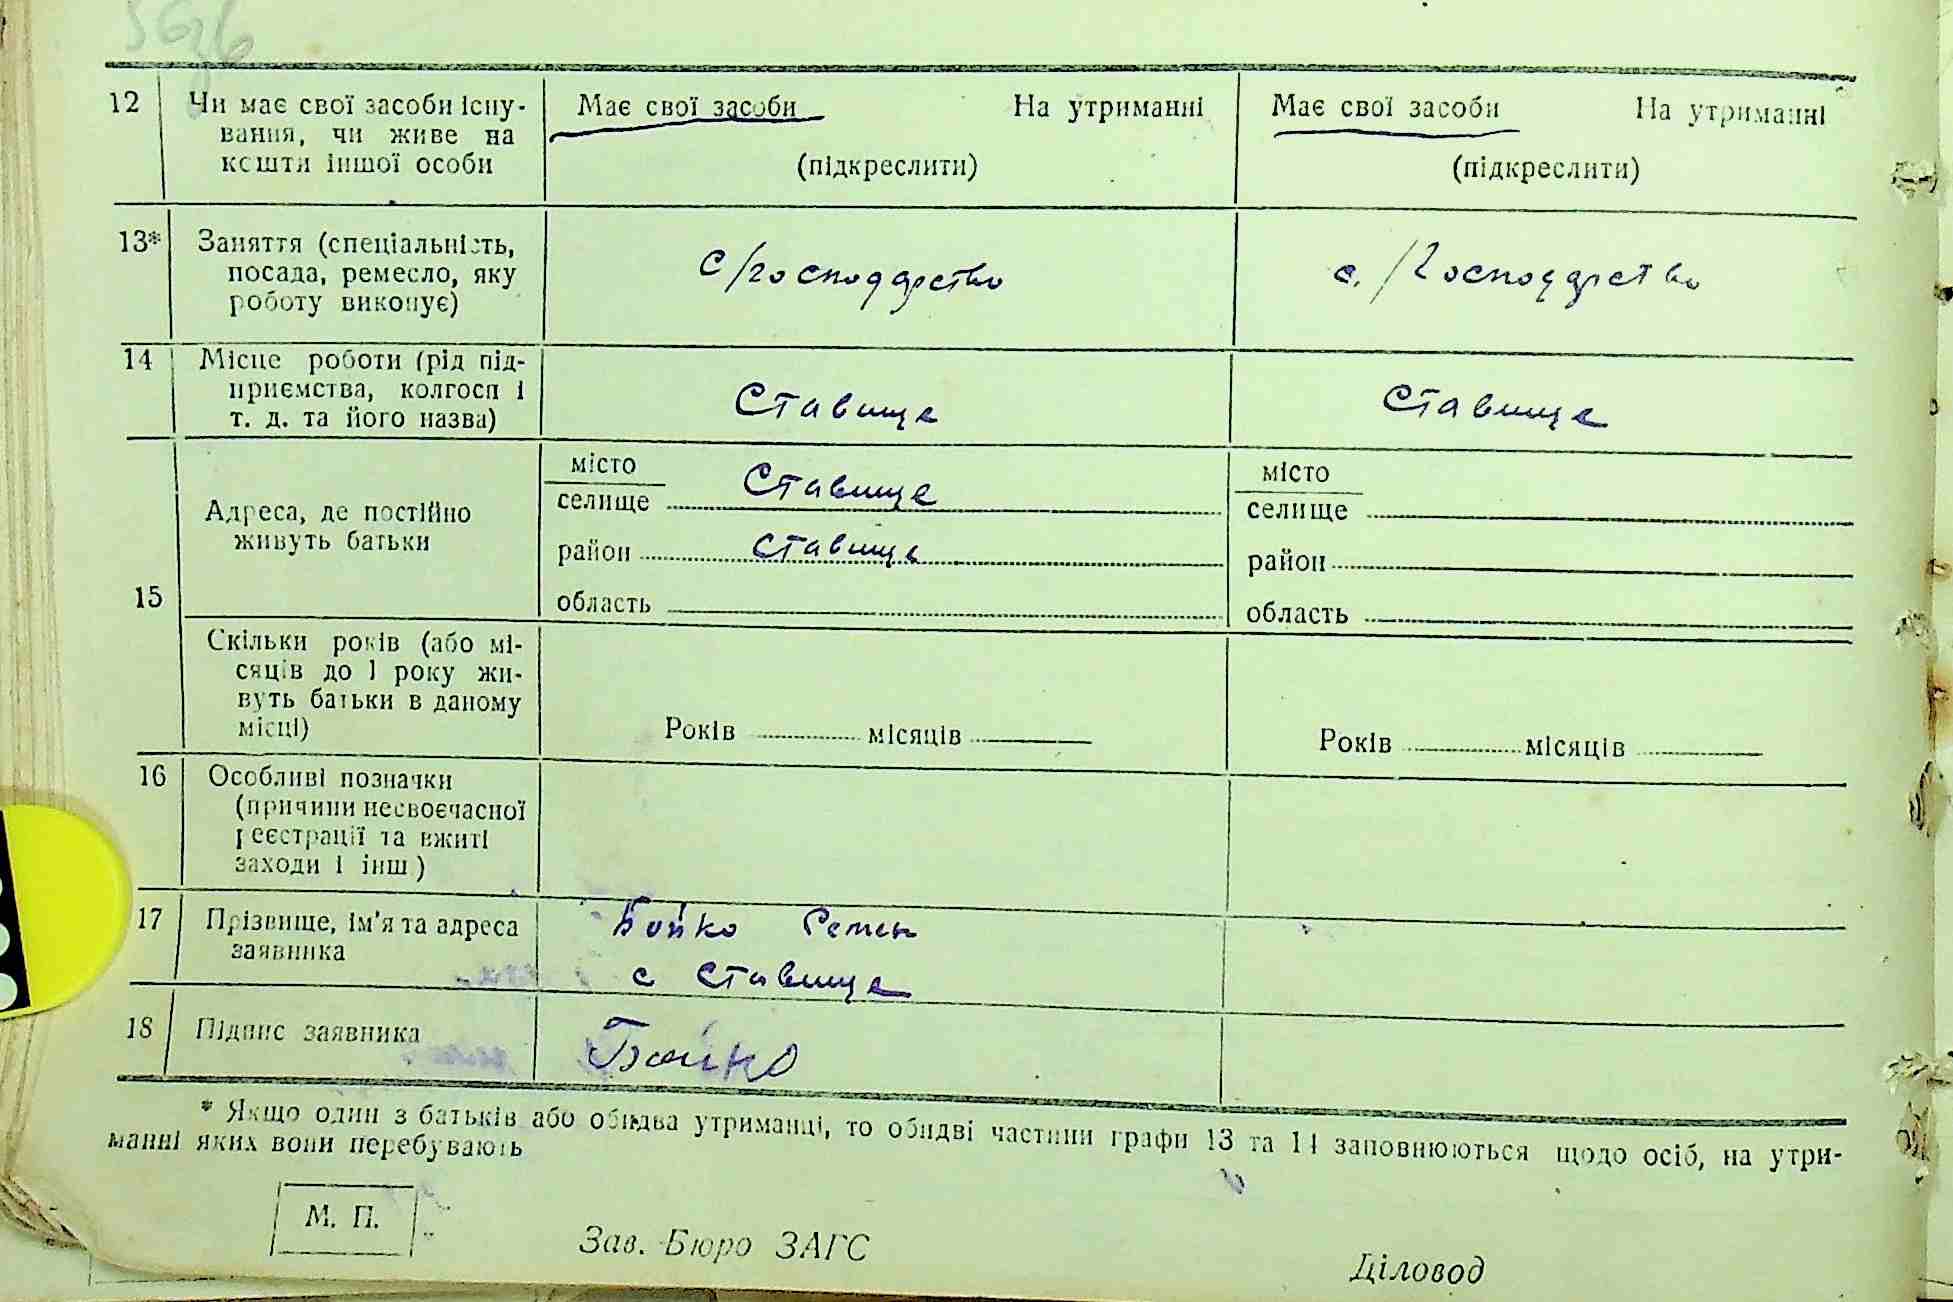 12 Чи має свої засоби існу-
вання, чи живе на
кошти іншої особи
Має свої засоби На утриманні
(підкреслити)
Має свої засоби На утриманні
(підкреслити)
13* Заняття (спеціальність,
посада, ремесло, яку
роботу виконує)
с/господарство
с./Господарство
14 Місце роботи (рід під-
приємства, колгосп і
т. д. та його назва)
Ставище
Ставище
15
Адреса, де постійно
живуть батьки
місто
селище Ставище
район Ставище
область
місто
селище
район
область
Скільки років (або мі-
сяців до 1 року жи-
вуть батьки в даному
місці)
Років місяців
Років місяців
16 Особливі позначки
(причини несвоєчасної
реєстрації та вжиті
заходи і інш.)
17 Прізвище, ім'я та адреса
заявника
Бойко Семен
с Ставище
18 Підпис заявника
Бойко
* Якщо один з батьків або обидва утриманці, то обидві частини графи 13 та 14 заповнюються щодо осіб, на утри-
манні яких вони перебувають
М. П.
Зав. Бюро ЗАГС
Діловод